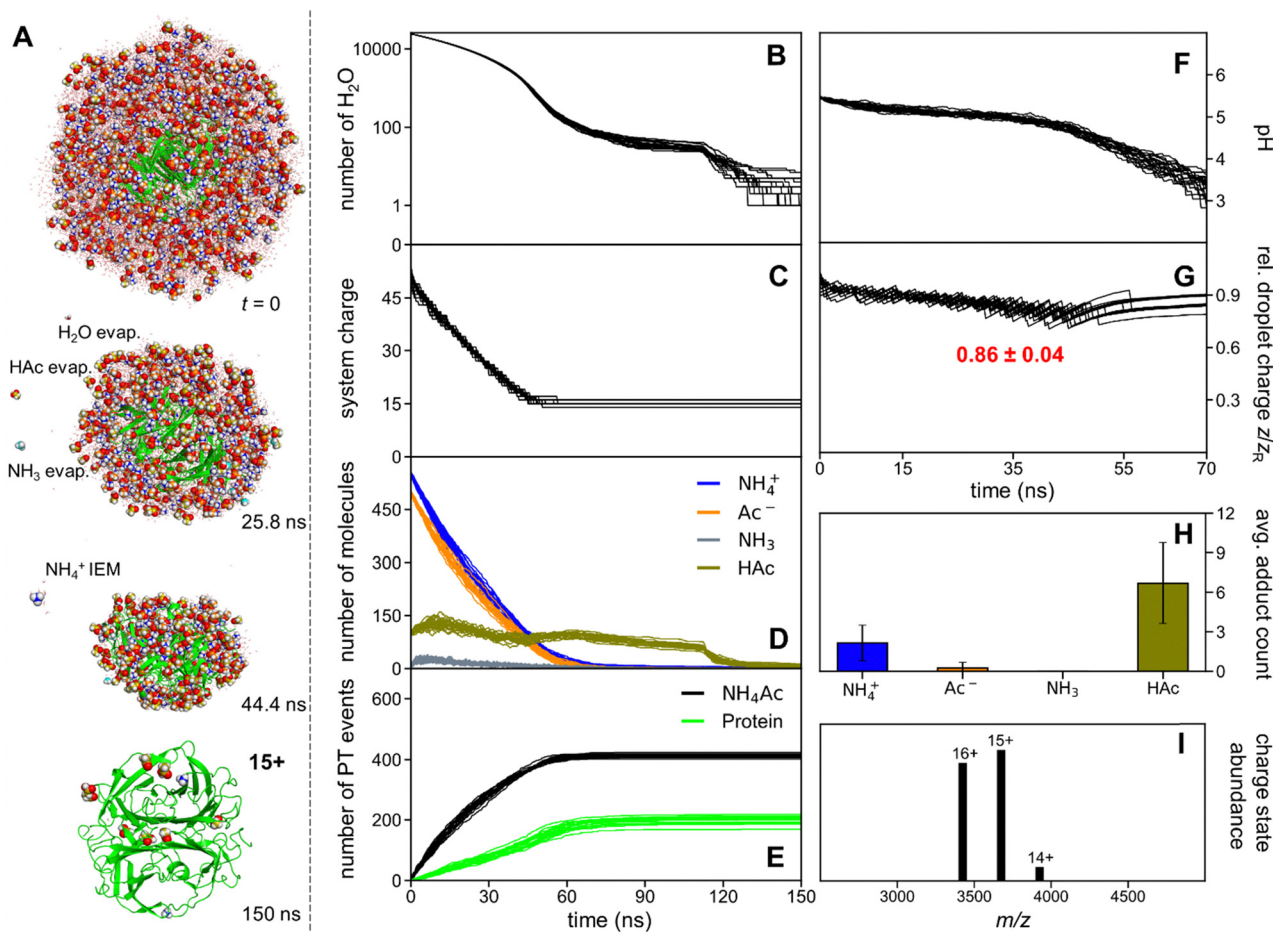 A
t = 0
H₂O evap.
HAc evap.
NH₃ evap.
25.8 ns
NH₄⁺ IEM
44.4 ns
15+
150 ns
B
number of H₂O
10000
100
1
0
C
system charge
45
30
15
0
D
number of molecules
450
300
150
0
NH₄⁺
Ac⁻
NH₃
HAc
E
number of PT events
600
400
200
0
NH₄Ac
Protein
0 30 60 90 120 150
time (ns)
F
pH
6
5
4
3
G
rel. droplet charge z/z_R
0.9
0.6
0.3
0.86 ± 0.04
0 15 35 55 70
time (ns)
H
avg. adduct count
12
9
6
3
0
NH₄⁺ Ac⁻ NH₃ HAc
I
charge state
abundance
16+
15+
14+
3000 4000 5000
m/z